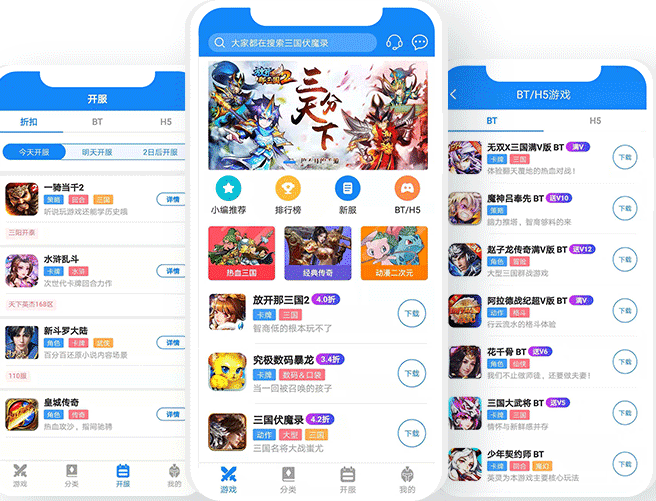 开服
折扣
BT
H5
今天开服
明天开服
2日后开服
一骑当千2
策略 回合 三国
听说玩游戏还能学历史哦
详情
三阳开泰
水浒乱斗
卡牌 水浒
次世代卡牌回合力作
详情
天下英杰168区
新斗罗大陆
角色 卡牌 武侠
百分百还原小说内容场景
详情
110服
皇城传奇
角色 传奇
热血攻沙，指间驰骋
详情
游戏
分类
开服
我的
大家都在搜索三国伏魔录
放开那三国2
三分天下
小编推荐
排行榜
新服
BT/H5
热血三国
经典传奇
动漫二次元
放开那三国2 4.0折
卡牌 三国
智商低的根本玩不了
下载
究极数码暴龙 3.4折
卡牌 数码&口袋
当一回被召唤的孩子
下载
三国伏魔录 4.2折
动作 大型 三国
三国名将大战蚩尤
下载
游戏
分类
开服
我的
BT/H5游戏
BT
H5
无双X三国满V版 BT 满V
卡牌 三国
体验翻天覆地的热血对战！
下载
魔神吕奉先 BT 送V10
策略
脑力推塔，智商够料的来
下载
赵子龙传奇满V版 BT 送V12
角色 冒险
大型三国群战游戏
下载
阿拉德战纪超V版 BT 满V
动作 格斗
行云流水的格斗体验
下载
花千骨 BT 送V6
角色 仙侠
我们不止做师徒，还要做夫妻！
下载
三国大武将 BT 送V5
卡牌 三国
情怀与新鲜感并存
下载
少年契约师 BT
卡牌 回合 魔幻
英灵为本游戏主要核心玩法
下载